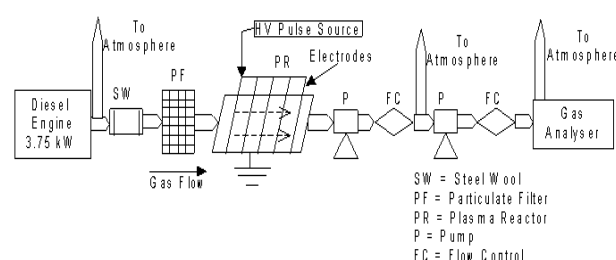 To
Atmosphere
HV Pulse Source
Electrodes
To
Atmosphere
To
Atmosphere
PF
PR
SW
P
FC
P
FC
Diesel
Engine
3.75 kW
Gas
Analyser
Gas Flow
SW = Steel Wool
PF = Particulate Filter
PR = Plasma Reactor
P = Pump
FC = Flow Control